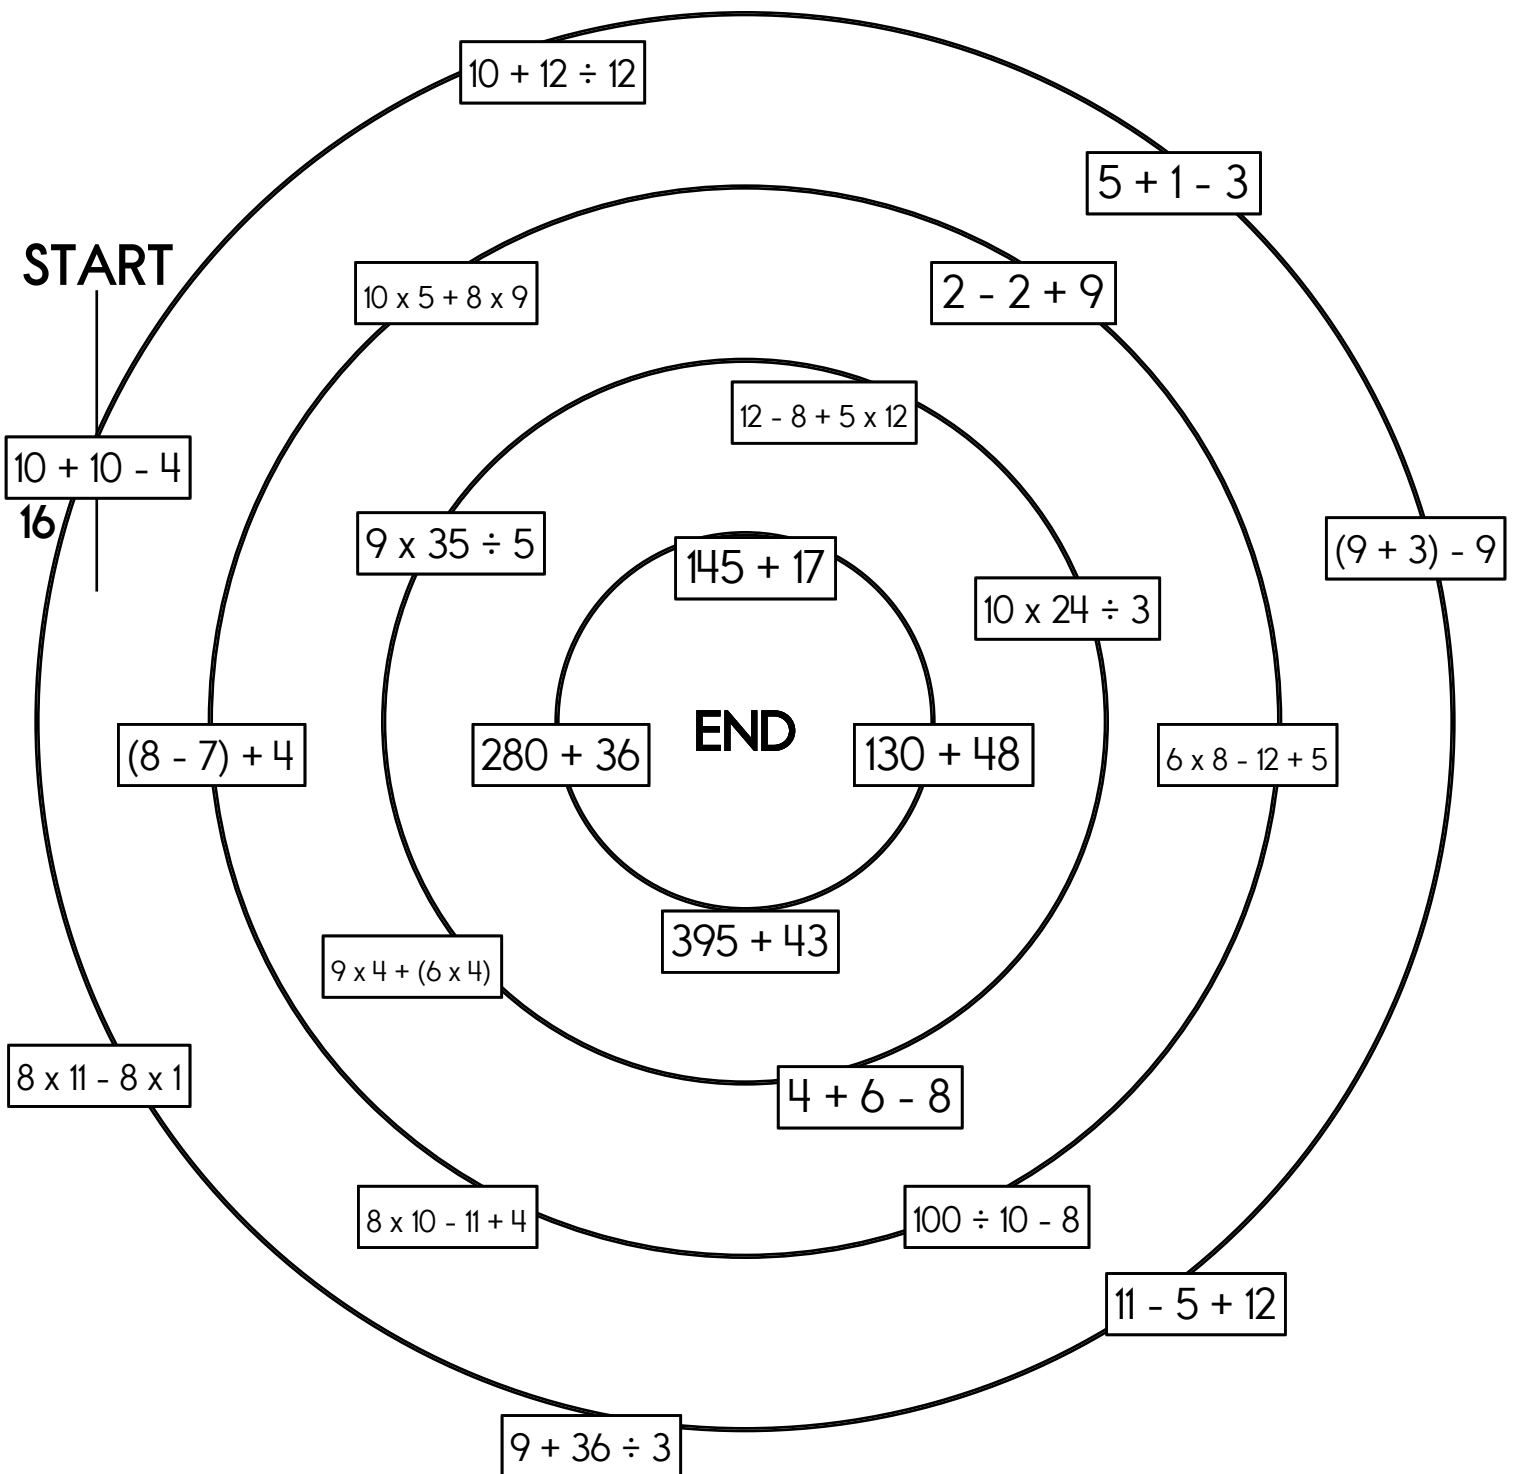 10 + 12 ÷ 12
5 + 1 - 3
START
10 x 5 + 8 x 9
2 - 2 + 9
12 - 8 + 5 x 12
10 + 10 - 4
16
9 x 35 ÷ 5
145 + 17
(9 + 3) - 9
10 x 24 ÷ 3
END
(8 - 7) + 4
280 + 36
130 + 48
6 x 8 - 12 + 5
395 + 43
9 x 4 + (6 x 4)
8 x 11 - 8 x 1
4 + 6 - 8
8 x 10 - 11 + 4
100 ÷ 10 - 8
11 - 5 + 12
9 + 36 ÷ 3